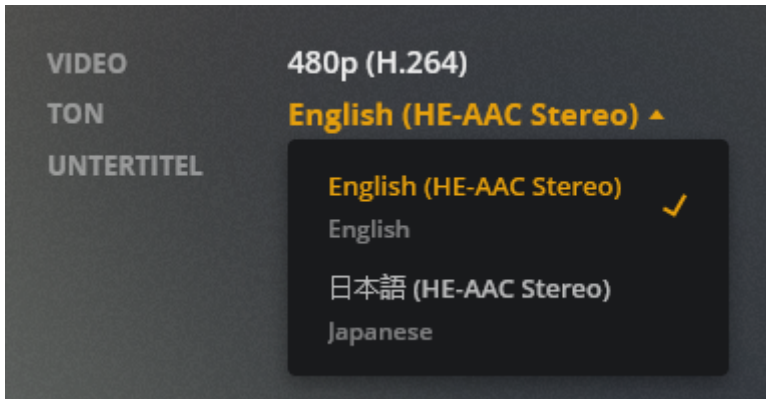 VIDEO 480p (H.264)
TON English (HE-AAC Stereo)
UNTERTITEL
English (HE-AAC Stereo)
English
日本語 (HE-AAC Stereo)
Japanese